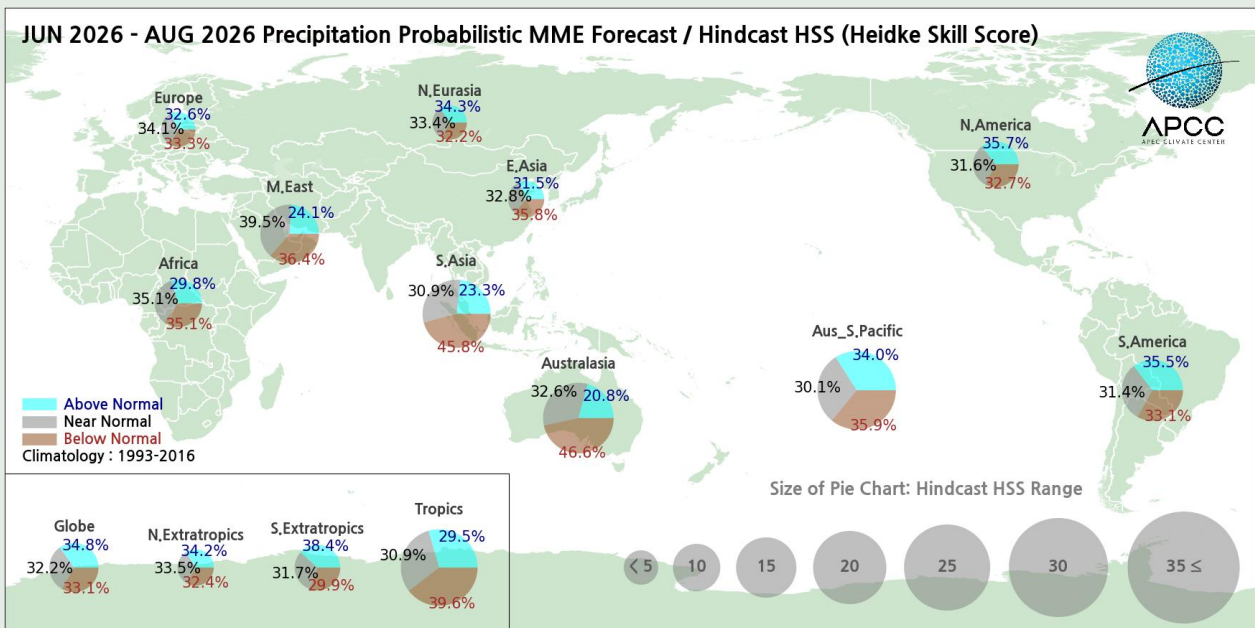 JUN 2026 - AUG 2026 Precipitation Probabilistic MME Forecast / Hindcast HSS (Heidke Skill Score)
APCC
APEC CLIMATE CENTER
Europe
32.6%
34.1%
33.3%
N.Eurasia
34.3%
33.4%
32.2%
N.America
35.7%
31.6%
32.7%
E.Asia
31.5%
32.8%
35.8%
M.East
24.1%
39.5%
36.4%
Africa
29.8%
35.1%
35.1%
S.Asia
30.9% 23.3%
45.8%
Aus_S.Pacific
34.0%
30.1%
35.9%
S.America
35.5%
31.4%
33.1%
Australasia
32.6% 20.8%
46.6%
Above Normal
Near Normal
Below Normal
Climatology : 1993-2016
Size of Pie Chart: Hindcast HSS Range
< 5 10 15 20 25 30 35 ≤
Globe
34.8%
32.2%
33.1%
N.Extratropics
34.2%
33.5%
32.4%
S.Extratropics
38.4%
31.7%
29.9%
Tropics
29.5%
30.9%
39.6%